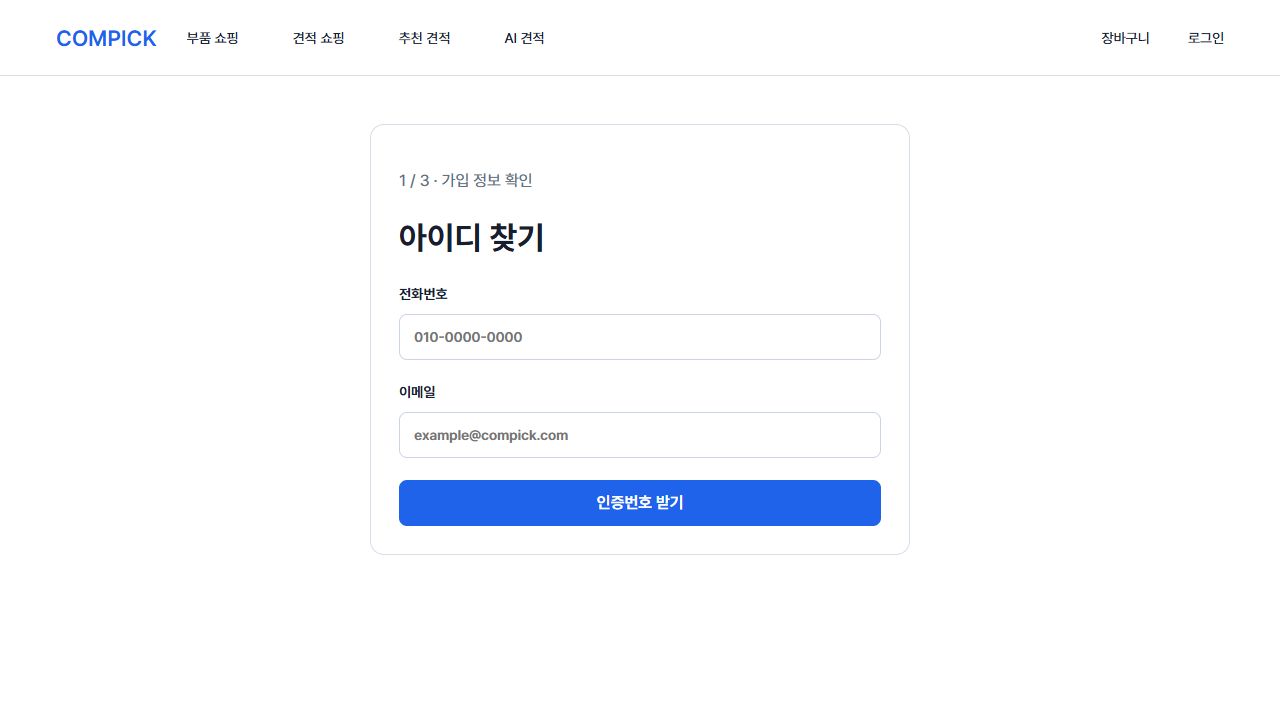 COMPICK 부품 쇼핑 견적 쇼핑 추천 견적 AI 견적 장바구니 로그인
1 / 3 · 가입 정보 확인
아이디 찾기
전화번호
010-0000-0000
이메일
example@compick.com
인증번호 받기